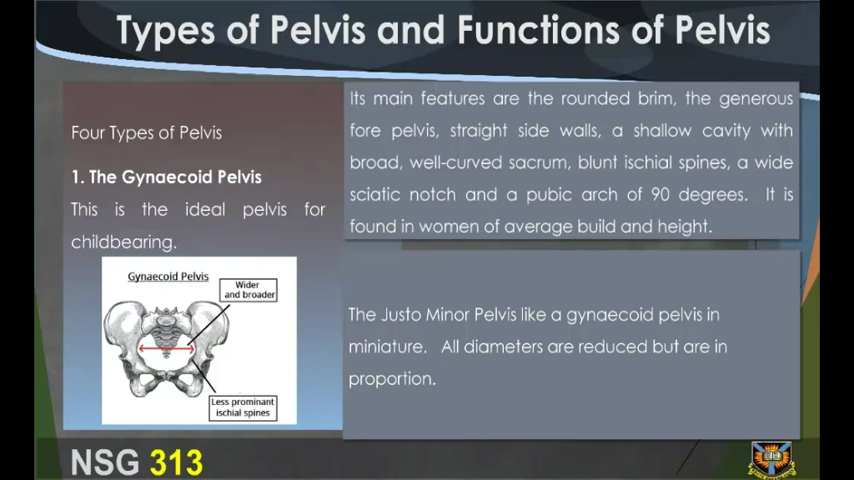 Types of Pelvis and Functions of Pelvis
Four Types of Pelvis
1. The Gynaecoid Pelvis
This is the ideal pelvis for
childbearing.
Gynaecoid Pelvis
Wider
and broader
Less prominant
ischial spines
Its main features are the rounded brim, the generous
fore pelvis, straight side walls, a shallow cavity with
broad, well-curved sacrum, blunt ischial spines, a wide
sciatic notch and a pubic arch of 90 degrees. It is
found in women of average build and height.
The Justo Minor Pelvis like a gynaecoid pelvis in
miniature. All diameters are reduced but are in
proportion.
NSG 313